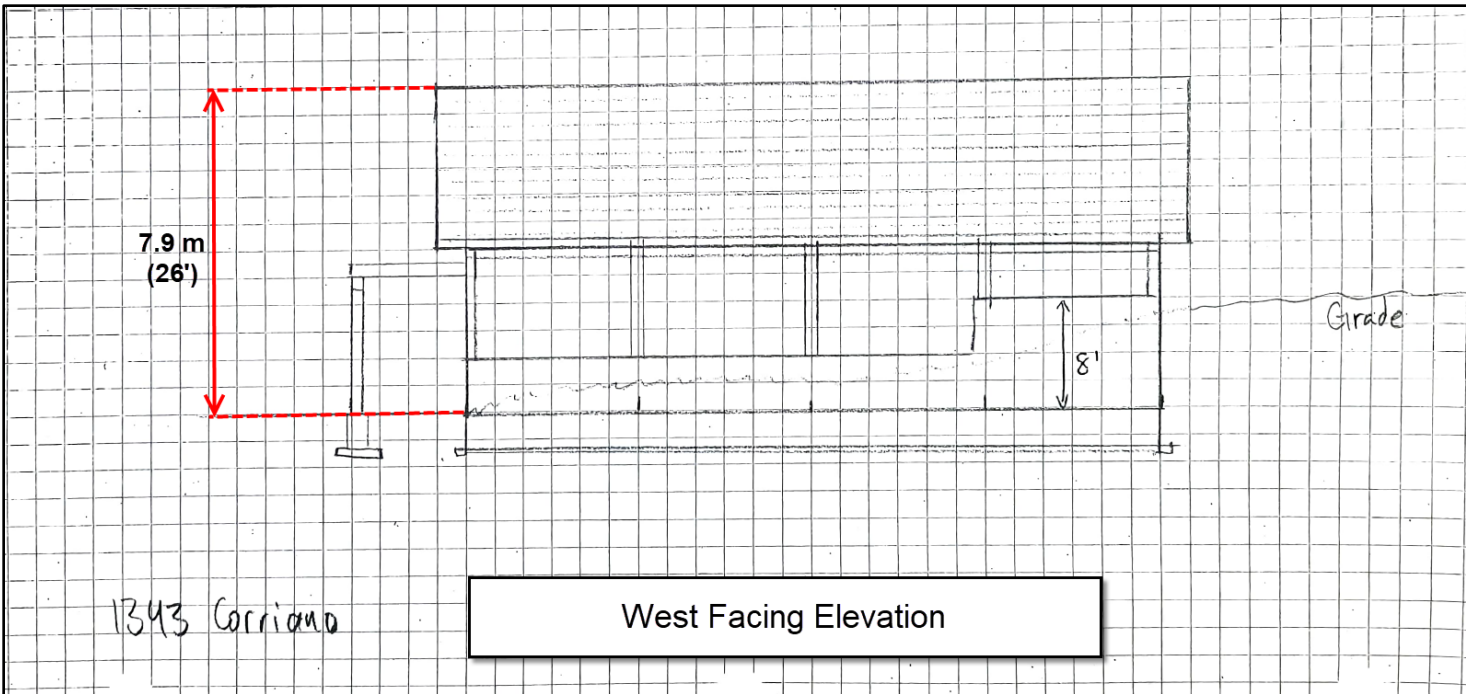 7.9 m
(26')
Grade
8'
1343 Corriano
West Facing Elevation